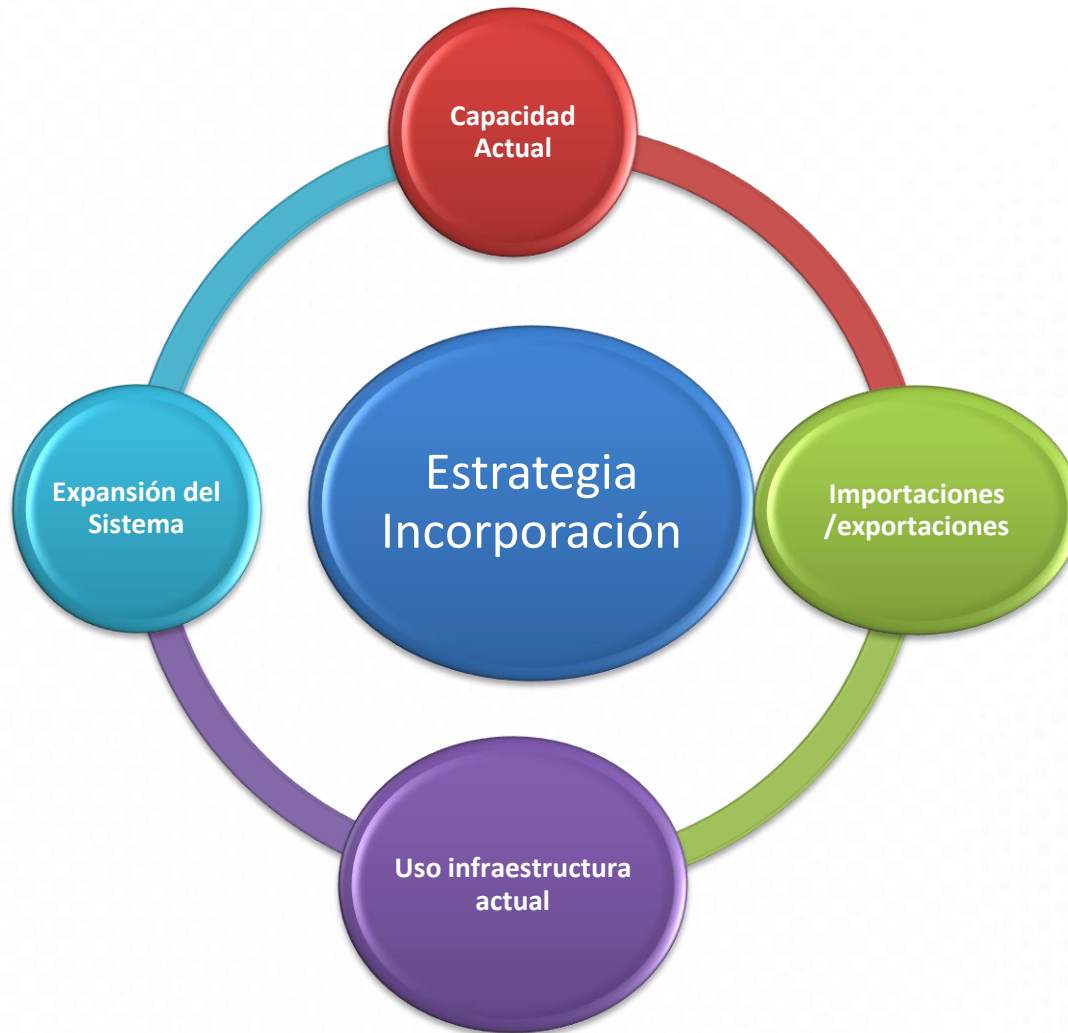 Capacidad
Actual
Expansión del
Sistema
Estrategia
Incorporación
Importaciones
/exportaciones
Uso infraestructura
actual